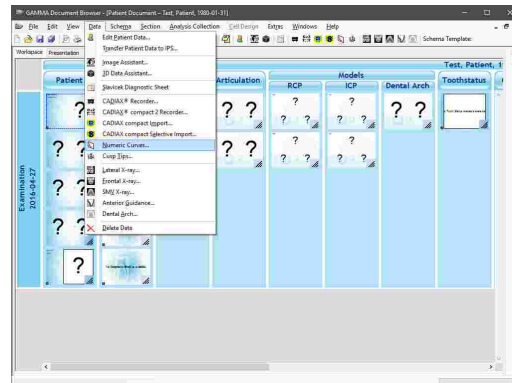 GAMMA Document Browser - [Patient Document - Test, Patient, 1980-01-31]
File Edit View Data Schema Section Analysis Collection Cell Design Extras Windows Help
Schema Template:
Workspace Presentation
Edit Patient Data...
Transfer Patient Data to IPS...
Image Assistant...
3D Data Assistant...
Slavicek Diagnostic Sheet
CADIAX® Recorder...
CADIAX® compact 2 Recorder...
CADIAX compact Import...
CADIAX compact Selective Import...
Numeric Curves...
Cusp Tips...
Lateral X-ray...
Frontal X-ray...
SMV X-ray...
Anterior Guidance...
Dental Arch...
Delete Data
Test, Patient, 1
Patient
Articulation
Models
RCP
ICP
Dental Arch
Toothstatus
Examination
2016-04-27
? ? ?
? ? ?
? ?
? ?
? ?
? ?
? ?
? ?
? ?
? ?
? ?
?